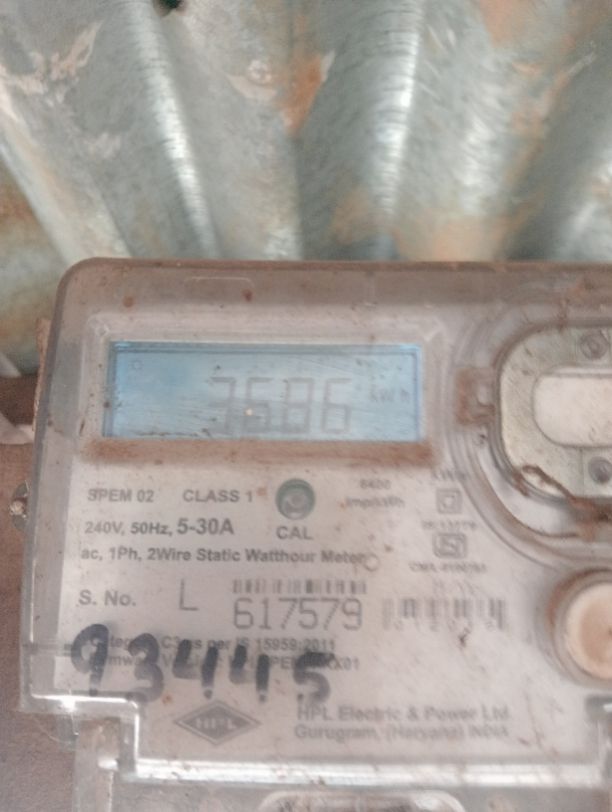 3686 kWh
SPEM 02 CLASS 1
6400 imp/kWh
240V, 50Hz, 5-30A
CAL
ac, 1Ph, 2Wire Static Watthour Meter
S. No. L 617579
93445
as per IS 15959:2011
HPL
HPL Electric & Power Ltd
Gurugram, (Haryana) INDIA